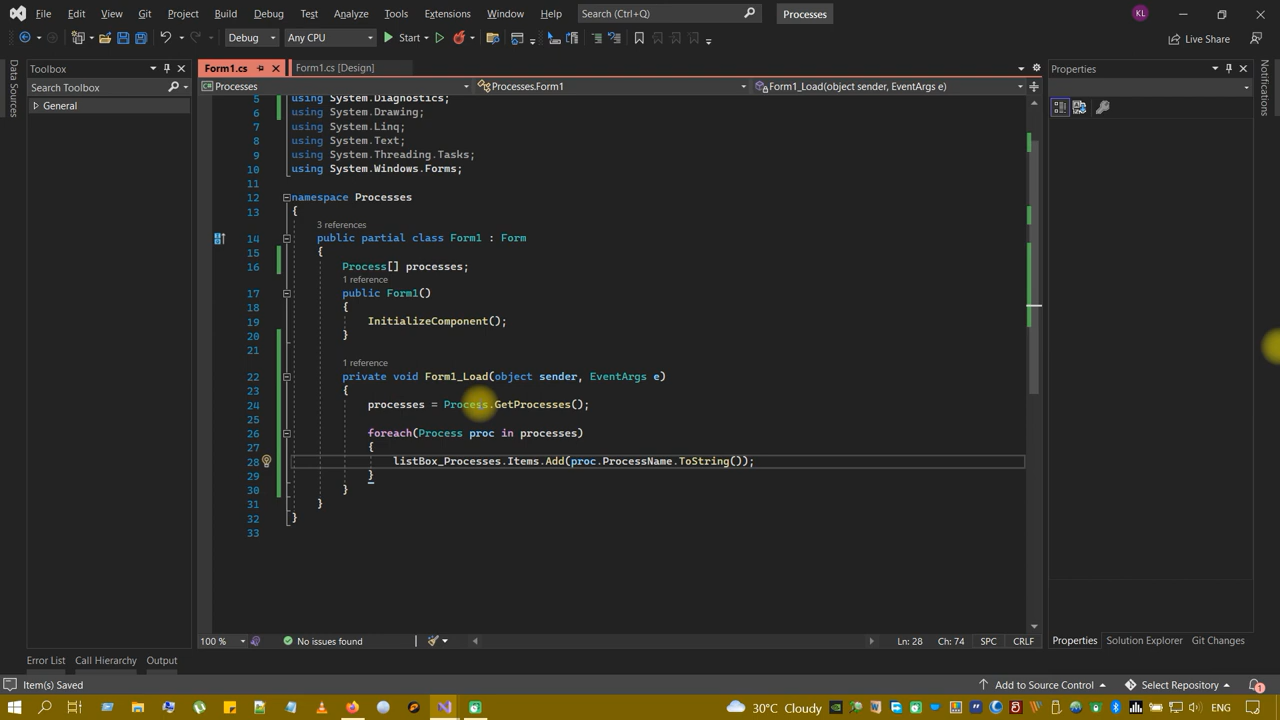 File Edit View Git Project Build Debug Test Analyze Tools Extensions Window Help Search (Ctrl+Q) Processes KL
Debug Any CPU Start Live Share
Data Sources
Toolbox
Search Toolbox
General
Form1.cs Form1.cs [Design]
Processes Processes.Form1 Form1_Load(object sender, EventArgs e)
5 using System.Diagnostics;
6 using System.Drawing;
7 using System.Linq;
8 using System.Text;
9 using System.Threading.Tasks;
10 using System.Windows.Forms;
11
12 namespace Processes
13 {
3 references
14 public partial class Form1 : Form
15 {
16 Process[] processes;
1 reference
17 public Form1()
18 {
19 InitializeComponent();
20 }
21
1 reference
22 private void Form1_Load(object sender, EventArgs e)
23 {
24 processes = Process.GetProcesses();
25
26 foreach(Process proc in processes)
27 {
28 listBox_Processes.Items.Add(proc.ProcessName.ToString());
29 }
30 }
31 }
32 }
33
Properties
Notifications
100 % No issues found Ln: 28 Ch: 74 SPC CRLF
Properties Solution Explorer Git Changes
Error List Call Hierarchy Output
Item(s) Saved Add to Source Control Select Repository 1
30°C Cloudy ENG